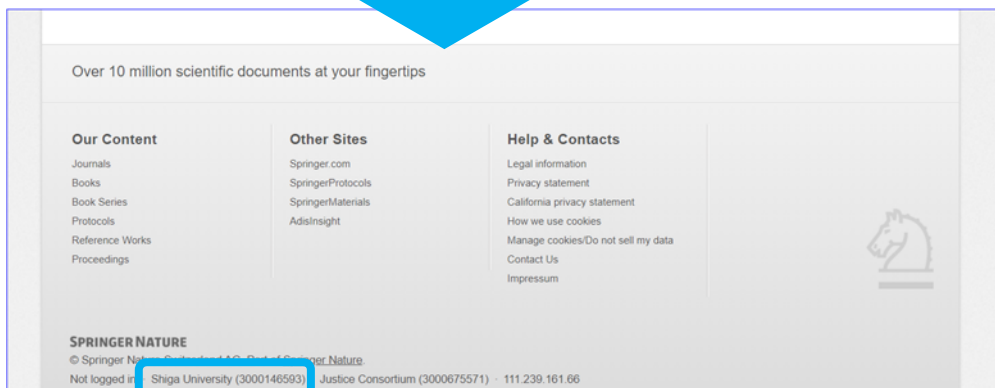 Over 10 million scientific documents at your fingertips
Our Content
Journals
Books
Book Series
Protocols
Reference Works
Proceedings
Other Sites
Springer.com
SpringerProtocols
SpringerMaterials
AdisInsight
Help & Contacts
Legal information
Privacy statement
California privacy statement
How we use cookies
Manage cookies/Do not sell my data
Contact Us
Impressum
SPRINGER NATURE
© Springer Nature Switzerland AG. Part of Springer Nature.
Not logged in · Shiga University (3000146593) Justice Consortium (3000675571) · 111.239.161.66